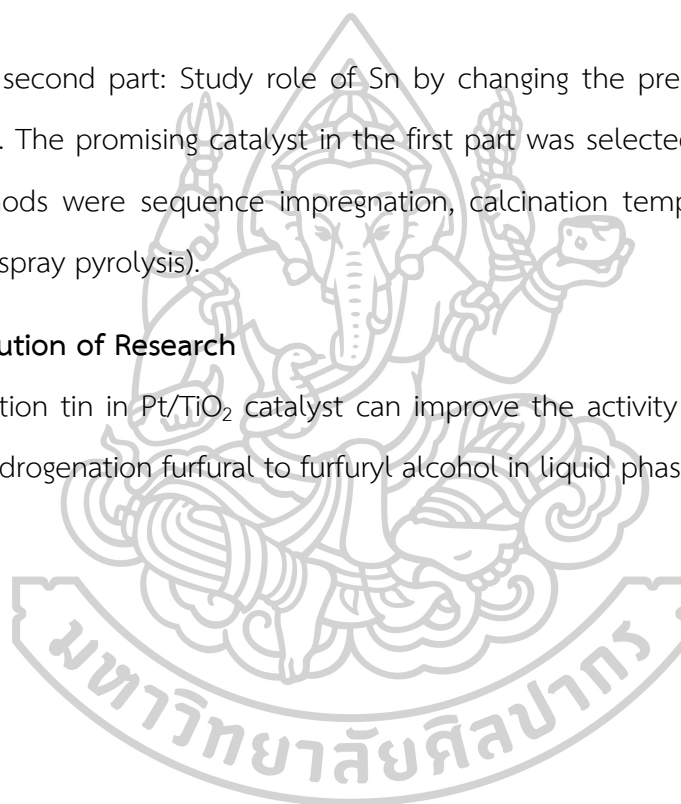 second part: Study role of Sn by changing the pre
. The promising catalyst in the first part was selected
ods were sequence impregnation, calcination temp
spray pyrolysis).
ution of Research
tion tin in Pt/TiO₂ catalyst can improve the activity
drogenation furfural to furfuryl alcohol in liquid phas
มหาวิทยาลัยศิลปากร